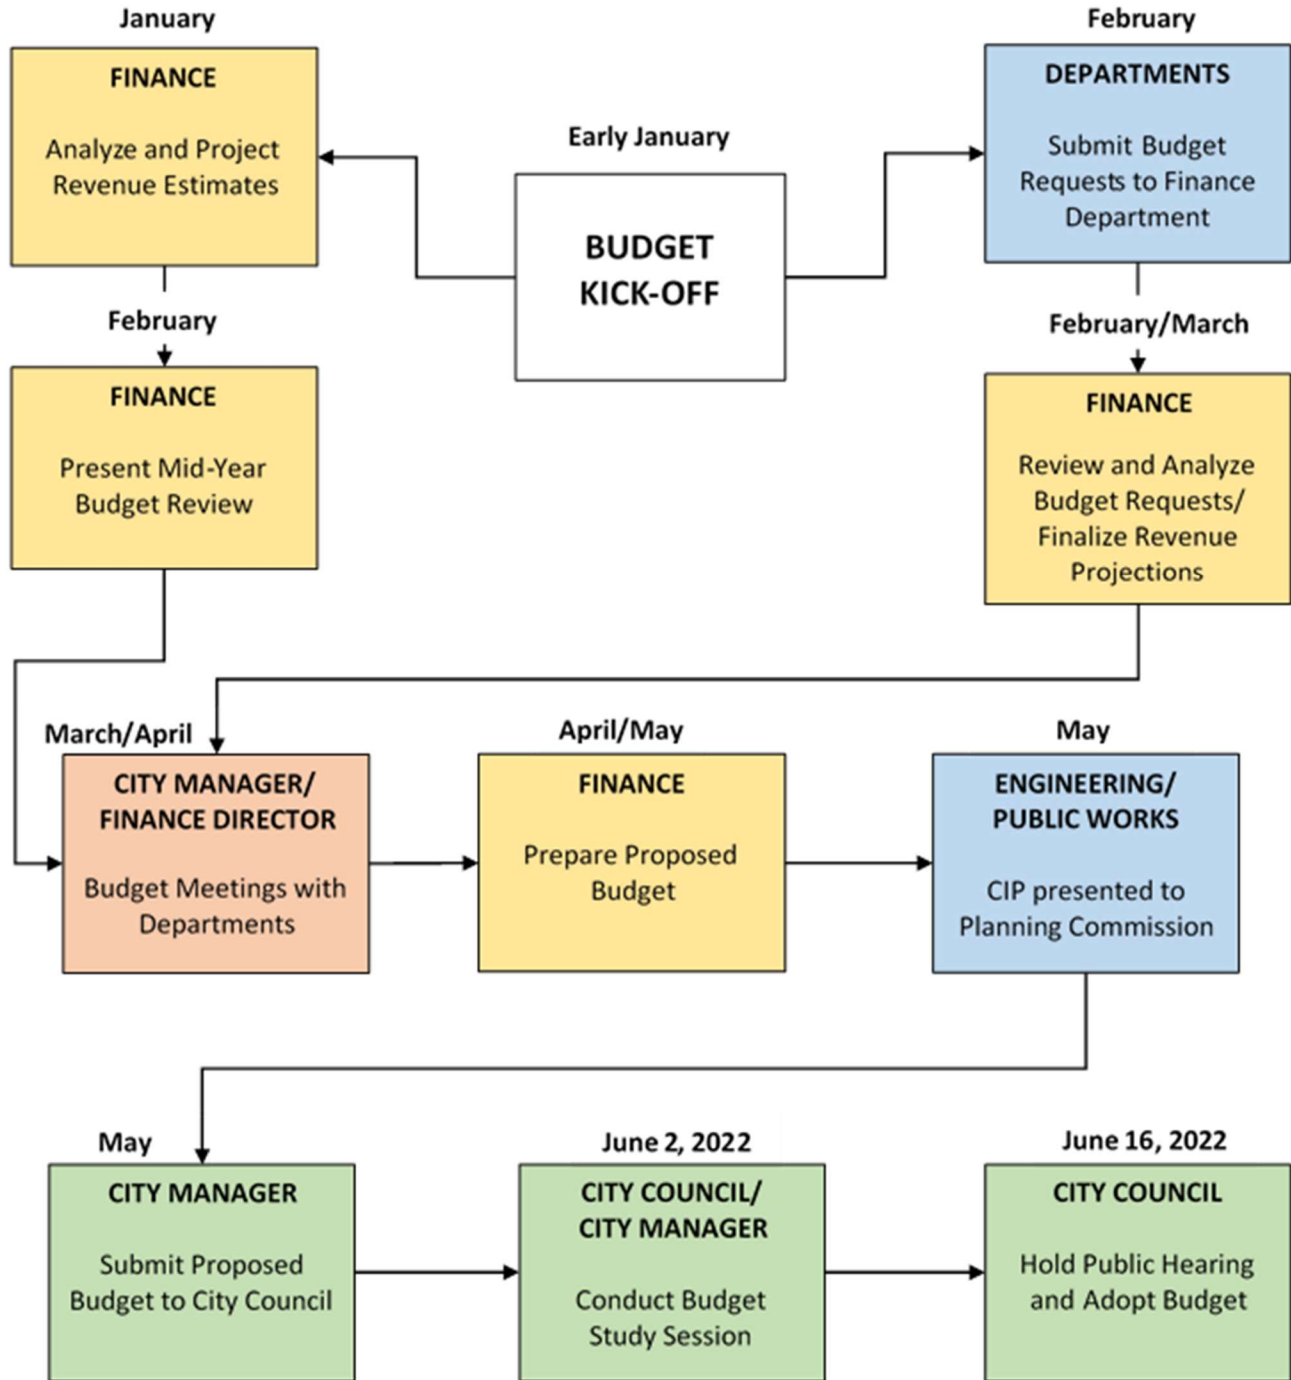 January
FINANCE
Analyze and Project
Revenue Estimates
Early January
BUDGET
KICK-OFF
February
DEPARTMENTS
Submit Budget
Requests to Finance
Department
February
FINANCE
Present Mid-Year
Budget Review
February/March
FINANCE
Review and Analyze
Budget Requests/
Finalize Revenue
Projections
March/April
CITY MANAGER/
FINANCE DIRECTOR
Budget Meetings with
Departments
April/May
FINANCE
Prepare Proposed
Budget
May
ENGINEERING/
PUBLIC WORKS
CIP presented to
Planning Commission
May
CITY MANAGER
Submit Proposed
Budget to City Council
June 2, 2022
CITY COUNCIL/
CITY MANAGER
Conduct Budget
Study Session
June 16, 2022
CITY COUNCIL
Hold Public Hearing
and Adopt Budget